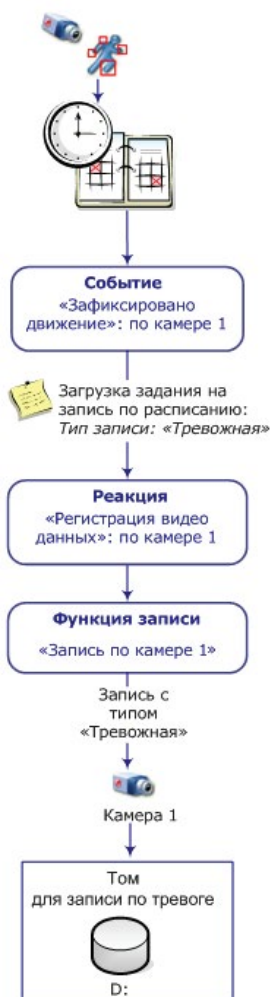 Событие
«Зафиксировано
движение»: по камере 1
Загрузка задания на
запись по расписанию:
Тип записи: «Тревожная»
Реакция
«Регистрация видео
данных»: по камере 1
Функция записи
«Запись по камере 1»
Запись с
типом
«Тревожная»
Камера 1
Том
для записи по тревоге
D: